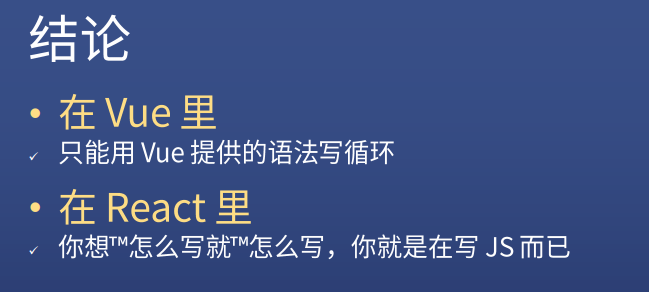 结论
• 在 Vue 里
✓ 只能用 Vue 提供的语法写循环
• 在 React 里
✓ 你想™怎么写就™怎么写，你就是在写 JS 而已